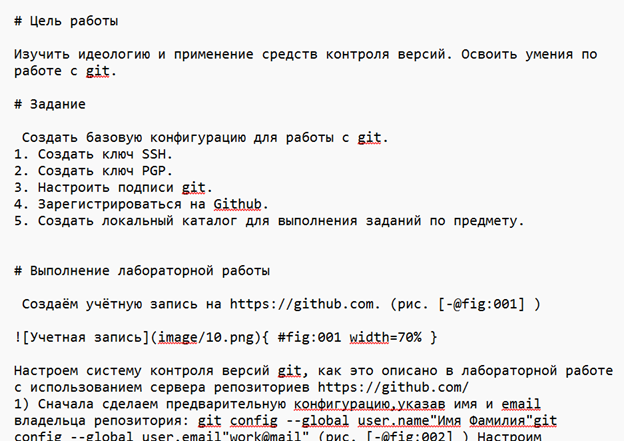 # Цель работы
Изучить идеологию и применение средств контроля версий. Освоить умения по
работе с git.
# Задание
Создать базовую конфигурацию для работы с git.
1. Создать ключ SSH.
2. Создать ключ PGP.
3. Настроить подписи git.
4. Зарегистрироваться на Github.
5. Создать локальный каталог для выполнения заданий по предмету.
# Выполнение лабораторной работы
Создаём учётную запись на https://github.com. (рис. [-@fig:001] )
![Учетная запись](image/10.png){ #fig:001 width=70% }
Настроем систему контроля версий git, как это описано в лабораторной работе
с использованием сервера репозиториев https://github.com/
1) Сначала сделаем предварительную конфигурацию,указав имя и email
владельца репозитория: git config --global user.name"Имя Фамилия"git
config --global user.email"work@mail" (рис. [-@fig:002] ) Настроим